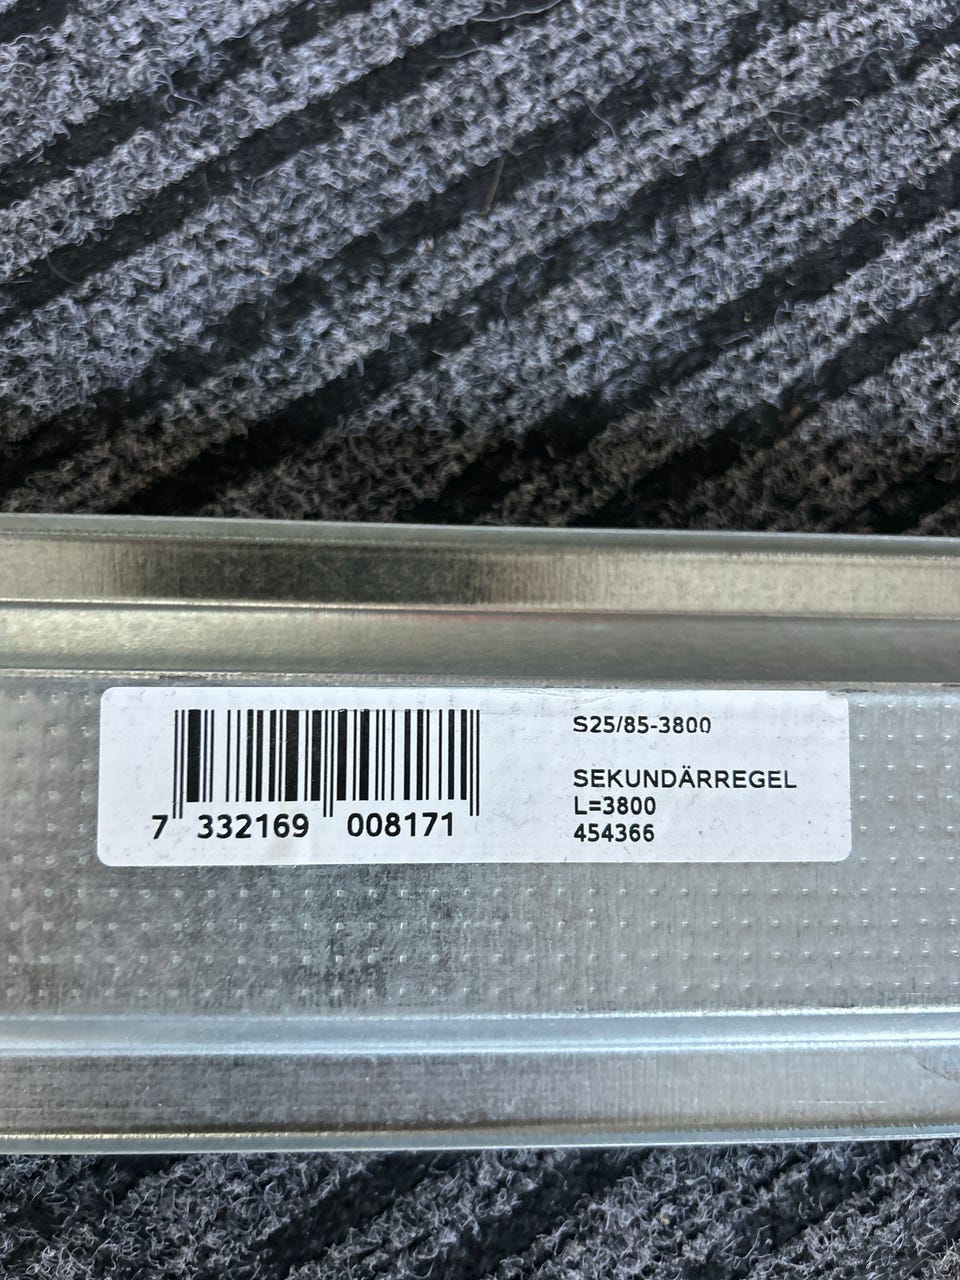 S25/85-3800
SEKUNDÄRREGEL
L=3800
454366
7 332169 008171